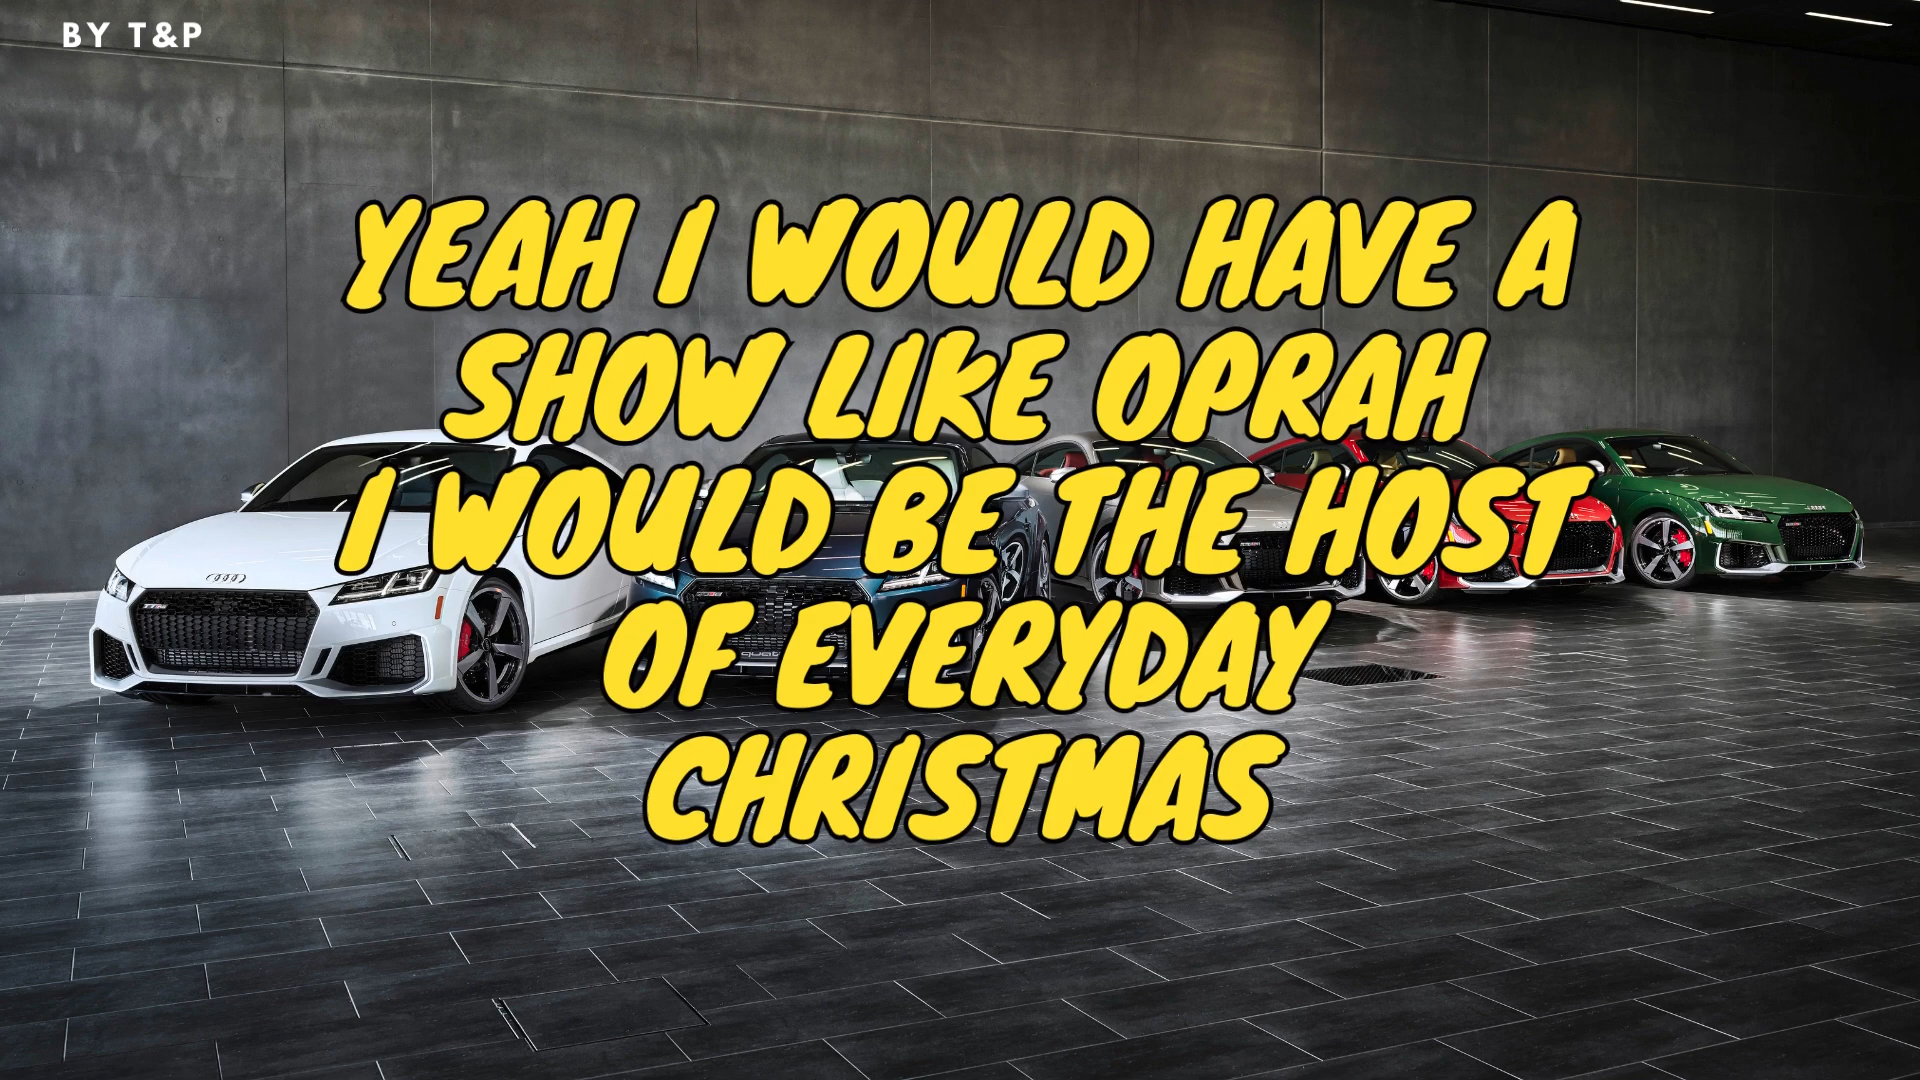 BY T&P
YEAH I WOULD HAVE A
SHOW LIKE OPRAH
I WOULD BE THE HOST
OF EVERYDAY
CHRISTMAS